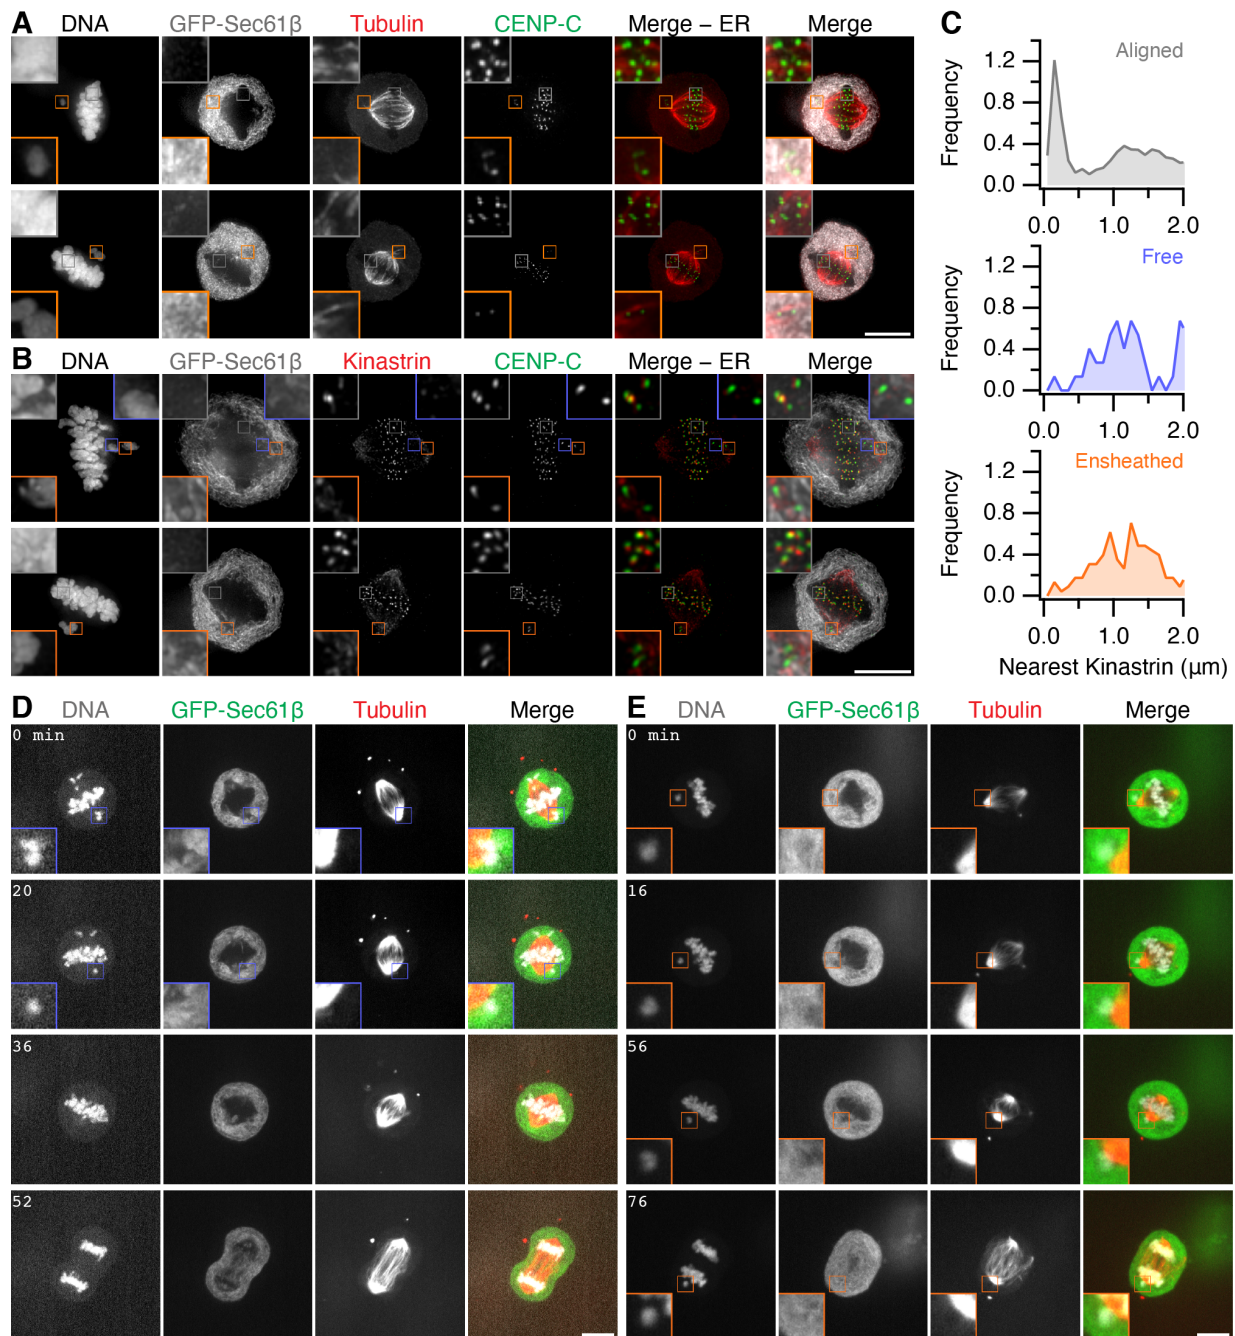 A
DNA GFP-Sec61β Tubulin CENP-C Merge – ER Merge
B
DNA GFP-Sec61β Kinastrin CENP-C Merge – ER Merge
C
Aligned
Frequency
1.2
0.8
0.4
0.0
0.0 1.0 2.0
Free
Frequency
1.2
0.8
0.4
0.0
0.0 1.0 2.0
Ensheathed
Frequency
1.2
0.8
0.4
0.0
0.0 1.0 2.0
Nearest Kinastrin (μm)
D
DNA GFP-Sec61β Tubulin Merge
0 min
20
36
52
E
DNA GFP-Sec61β Tubulin Merge
0 min
16
56
76